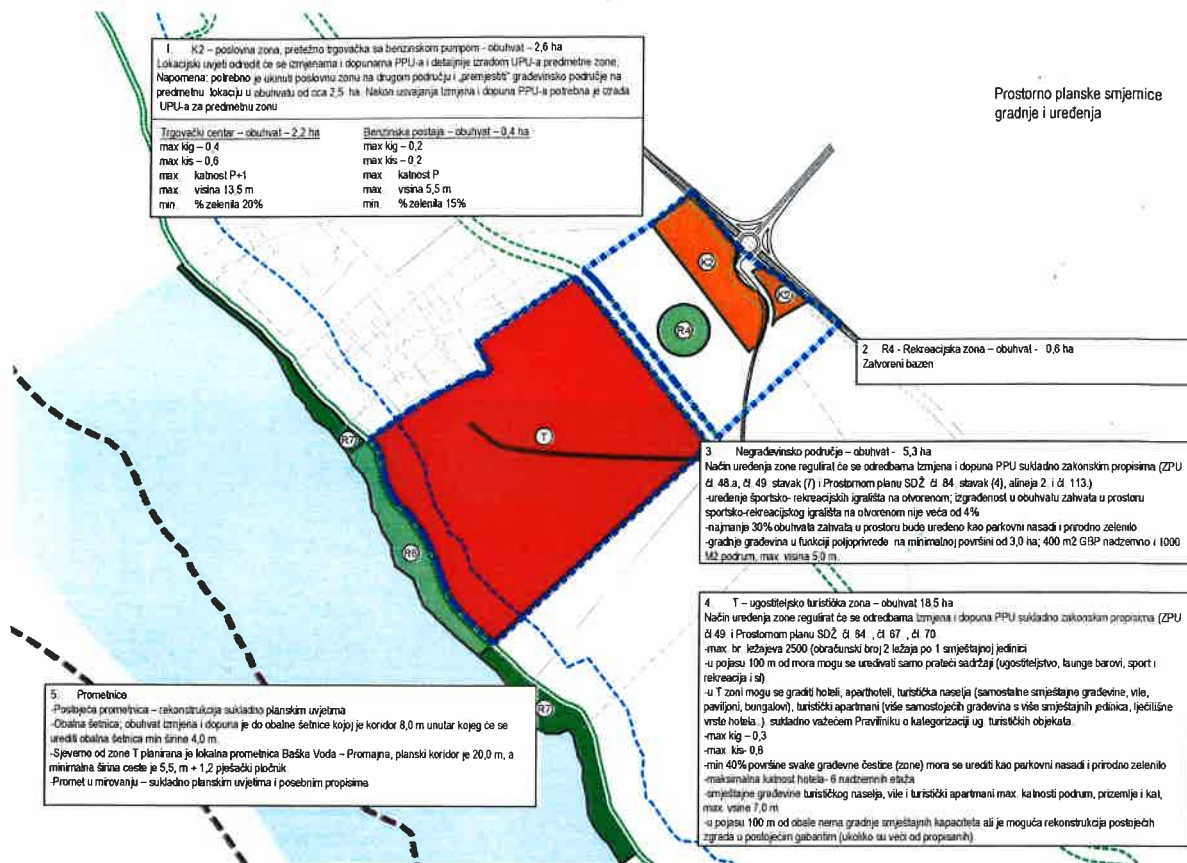 1. K2 – poslovna zona, pretežno trgovačka sa benzinskom pumpom - obuhvat – 2,6 ha
Lokacijski uvjeti odredit će se izmjenama i dopunama PPU-a i detaljnije izradom UPU-a predmetne zone;
Napomena: potrebno je ukinuti poslovnu zonu na drugom području i „premjestiti" građevinsko područje na
predmetnu lokaciju u obuhvatu od cca 2,5 ha. Nakon usvajanja Izmjena i dopuna PPU-a potrebna je izrada
UPU-a za predmetnu zonu
Trgovački centar – obuhvat – 2,2 ha
max kig – 0,4
max kis – 0,6
max. katnost P+1
max. visina 13,5 m
min. % zelenila 20%
Benzinska postaja – obuhvat – 0,4 ha
max kig – 0,2
max kis – 0,2
max. katnost P
max. visina 5,5 m
min. % zelenila 15%
Prostorno planske smjernice
gradnje i uređenja
K2
K2
R4
2. R4 - Rekreacijska zona – obuhvat - 0,6 ha
Zatvoreni bazen
T
R7
R6
R7
3. Negrađevinsko područje – obuhvat - 5,3 ha
Način uređenja zone regulirat će se odredbama Izmjena i dopuna PPU sukladno zakonskim propisima (ZPU
čl. 48.a, čl. 49. stavak (7) i Prostornom planu SDŽ čl. 84. stavak (4), alineja 2. i čl. 113.)
-uređenje športsko- rekreacijskih igrališta na otvorenom; izgrađenost u obuhvatu zahvata u prostoru
sportsko-rekreacijskog igrališta na otvorenom nije veća od 4%
-najmanje 30% obuhvata zahvata u prostoru bude uređeno kao parkovni nasadi i prirodno zelenilo
-gradnje građevina u funkciji poljoprivrede na minimalnoj površini od 3,0 ha; 400 m2 GBP nadzemno i 1000
M2 podrum; max. visina 5,0 m.
4. T – ugostiteljsko turistička zona – obuhvat 18,5 ha
Način uređenja zone regulirat će se odredbama Izmjena i dopuna PPU sukladno zakonskim propisima (ZPU
čl 49. i Prostornom planu SDŽ čl. 64., čl. 67., čl. 70.
-max. br. ležajeva 2500 (obračunski broj 2 ležaja po 1 smještajnoj jedinici
-u pojasu 100 m od mora mogu se uređivati samo prateći sadržaji (ugostiteljstvo, launge barovi, sport i
rekreacija i sl)
-u T zoni mogu se graditi hoteli, aparthoteli, turistička naselja (samostalne smještajne građevine, vile,
paviljoni, bungalovi), turistički apartmani (više samostojećih građevina s više smještajnih jedinica, lječilišne
vrste hotela..). sukladno važećem Pravilniku o kategorizaciji ug. turističkih objekata.
-max kig – 0,3
-max. kis- 0,8
-min 40% površine svake građevne čestice (zone) mora se urediti kao parkovni nasadi i prirodno zelenilo
-maksimalna katnost hotela- 6 nadzemnih etaža
-smještajne građevine turističkog naselja, vile i turistički apartmani max. katnosti podrum, prizemlje i kat,
max. visine 7,0 m
-u pojasu 100 m od obale nema gradnje smještajnih kapaciteta ali je moguća rekonstrukcija postojećih
zgrada u postojećim gabaritim (ukoliko su veći od propisanih)
5. Prometnice
-Postojeća prometnica – rekonstrukcija sukladno planskim uvjetima
-Obalna šetnica; obuhvat izmjena i dopuna je do obalne šetnice kojoj je koridor 8,0 m unutar kojeg će se
urediti obalna šetnica min širine 4,0 m.
-Sjeverno od zone T planirana je lokalna prometnica Baška Voda – Promajna, planski koridor je 20,0 m, a
minimalna širina ceste je 5,5, m + 1,2 pješački pločnik.
-Promet u mirovanju – sukladno planskim uvjetima i posebnim propisima